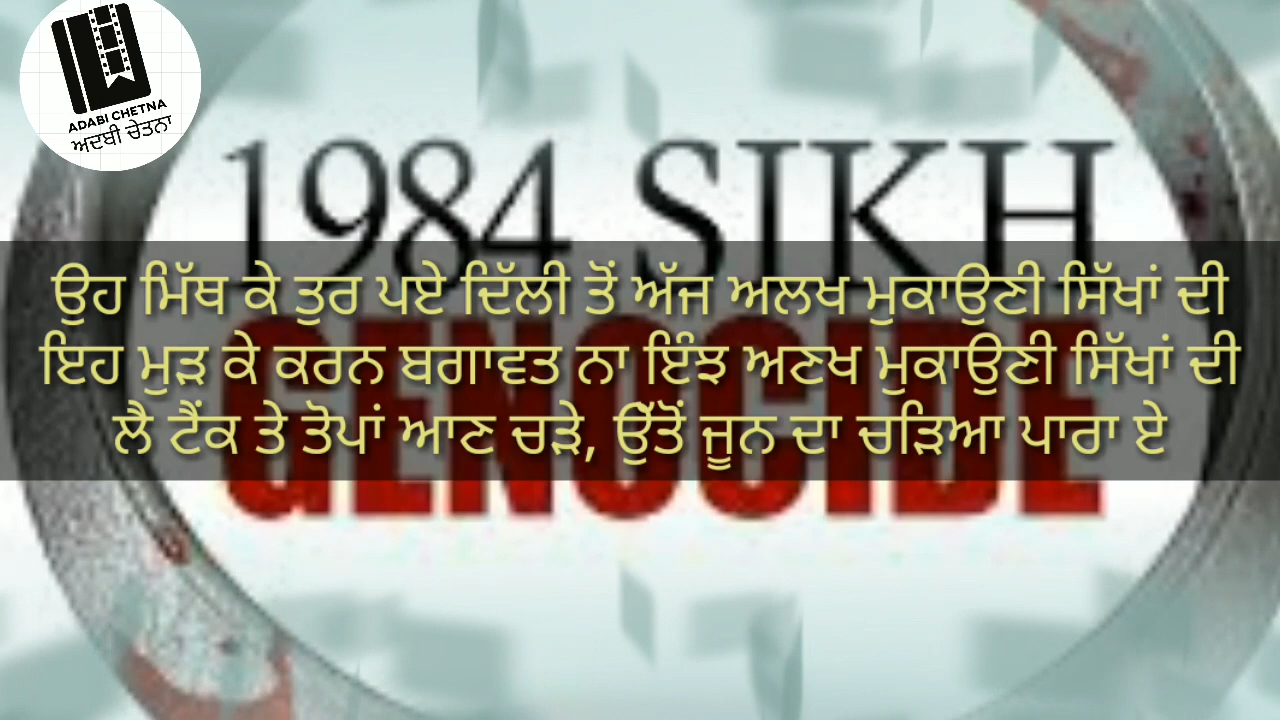 ADABI CHETNA
ਅਦਬੀ ਚੇਤਨਾ
1984 SIKH
ਉਹ ਮਿੱਥ ਕੇ ਤੁਰ ਪਏ ਦਿੱਲੀ ਤੋਂ ਅੱਜ ਅਲਖ ਮੁਕਾਉਣੀ ਸਿੱਖਾਂ ਦੀ
ਇਹ ਮੁੜ ਕੇ ਕਰਨ ਬਗਾਵਤ ਨਾ ਇੰਝ ਅਣਖ ਮੁਕਾਉਣੀ ਸਿੱਖਾਂ ਦੀ
ਲੈ ਟੈਂਕ ਤੇ ਤੋਪਾਂ ਆਣ ਚੜੇ, ਉੱਤੋਂ ਜੂਨ ਦਾ ਚੜਿਆ ਪਾਰਾ ਏ
GENOCIDE